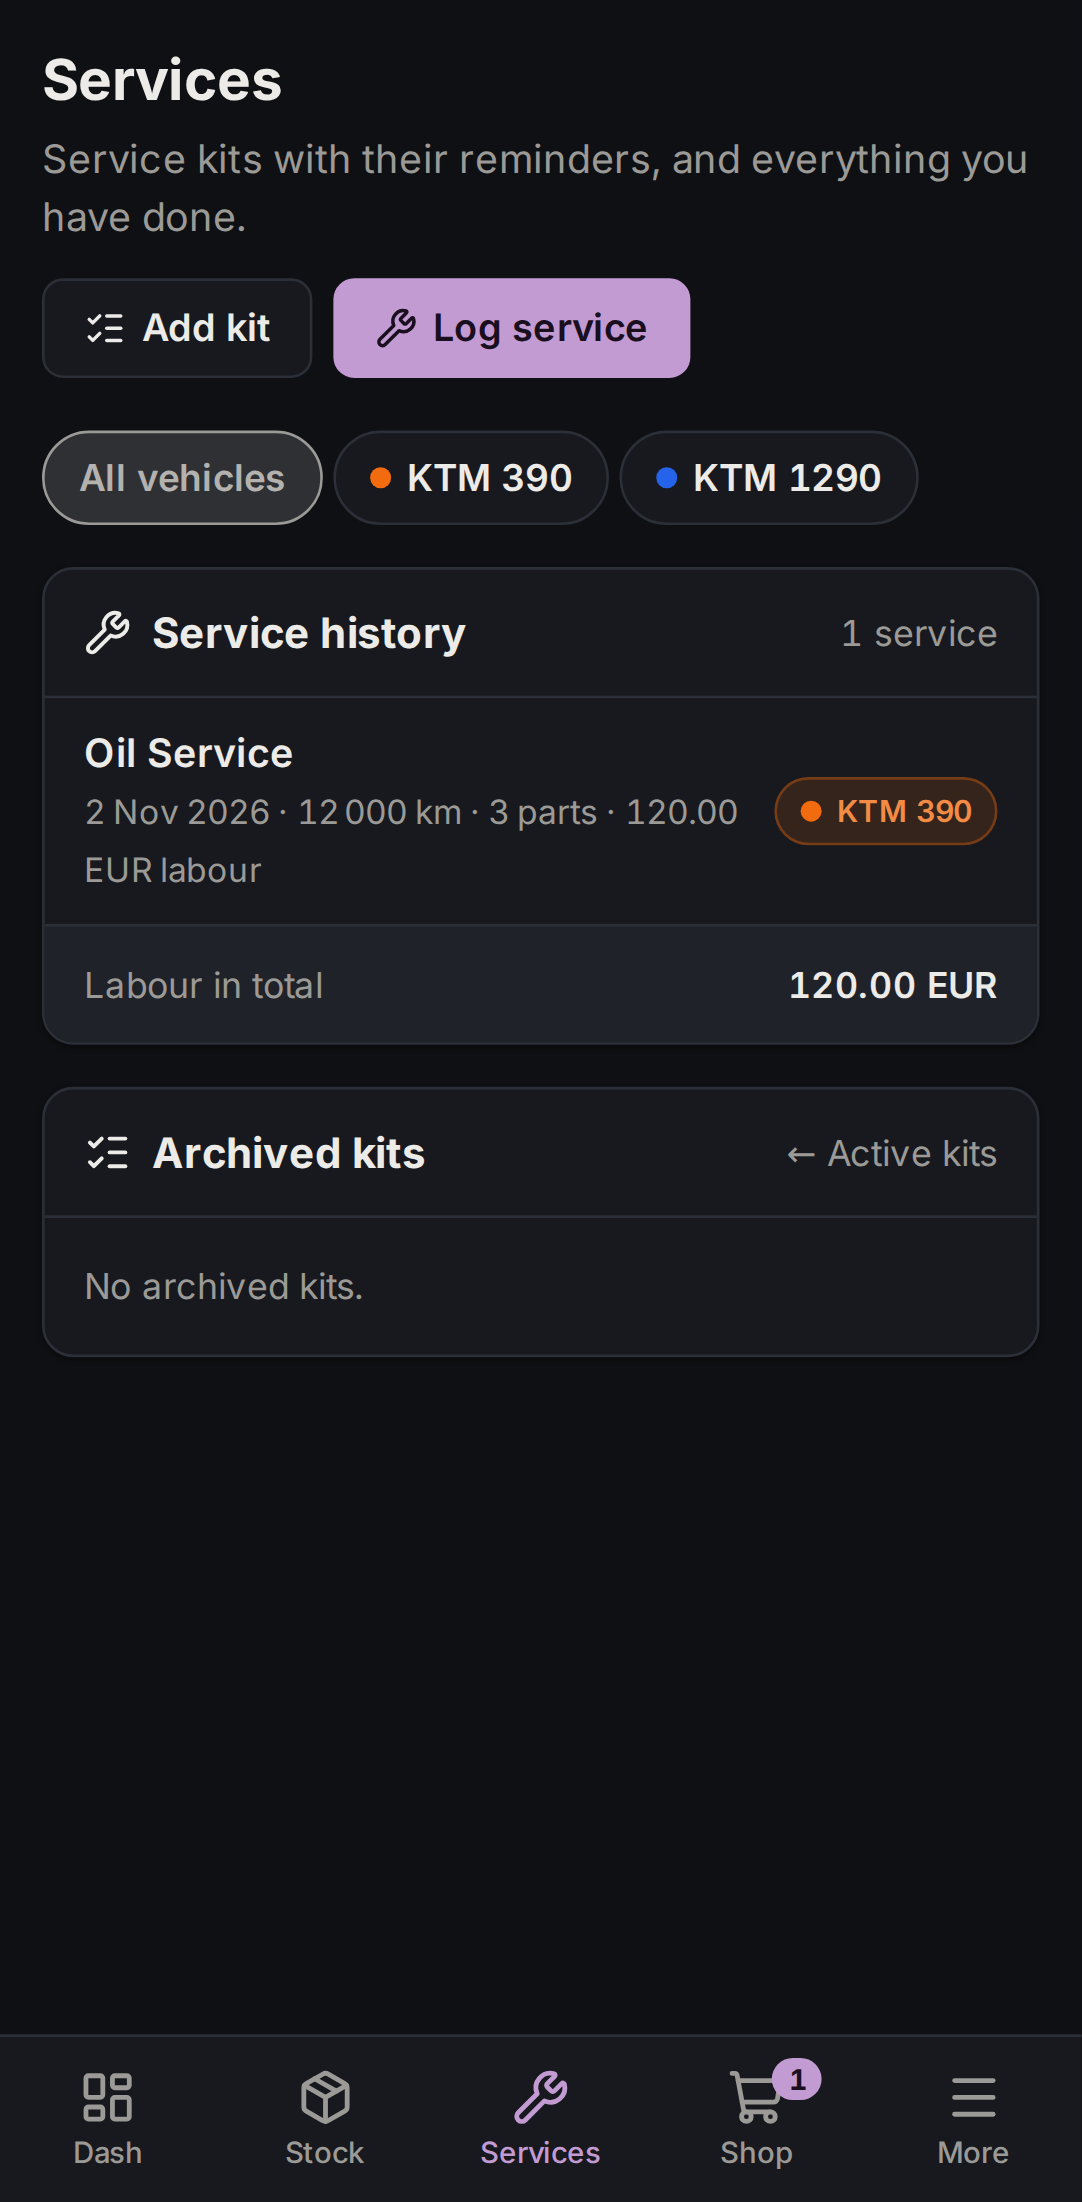 Services
Service kits with their reminders, and everything you
have done.
Add kit
Log service
All vehicles
KTM 390
KTM 1290
Service history
1 service
Oil Service
2 Nov 2026 · 12 000 km · 3 parts · 120.00
EUR labour
KTM 390
Labour in total
120.00 EUR
Archived kits
← Active kits
No archived kits.
1
Dash
Stock
Services
Shop
More